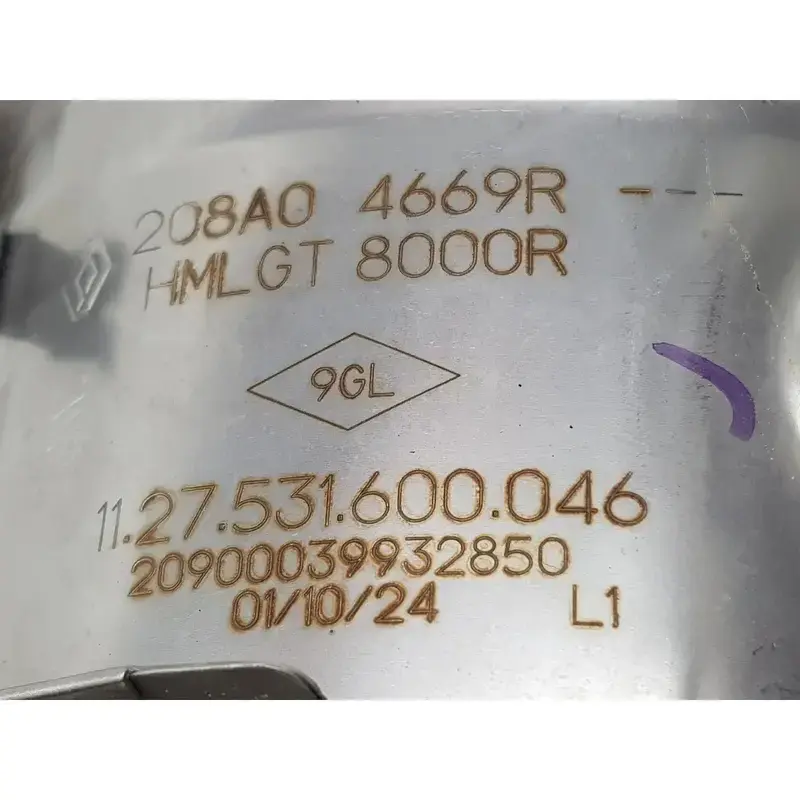 208A0 4669R ---
HMLGT 8000R
9GL
11.27.531.600.046
20900039932850
01/10/24 L1